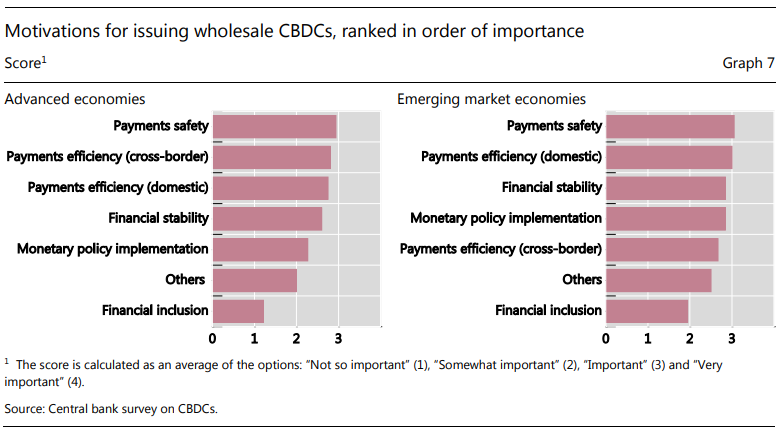 Motivations for issuing wholesale CBDCs, ranked in order of importance
Score1 Graph 7
Advanced economies
Payments safety
Payments efficiency (cross-border)
Payments efficiency (domestic)
Financial stability
Monetary policy implementation
Others
Financial inclusion
0 1 2 3
Emerging market economies
Payments safety
Payments efficiency (domestic)
Financial stability
Monetary policy implementation
Payments efficiency (cross-border)
Others
Financial inclusion
0 1 2 3
1 The score is calculated as an average of the options: “Not so important” (1), “Somewhat important” (2), “Important” (3) and “Very
important” (4).
Source: Central bank survey on CBDCs.